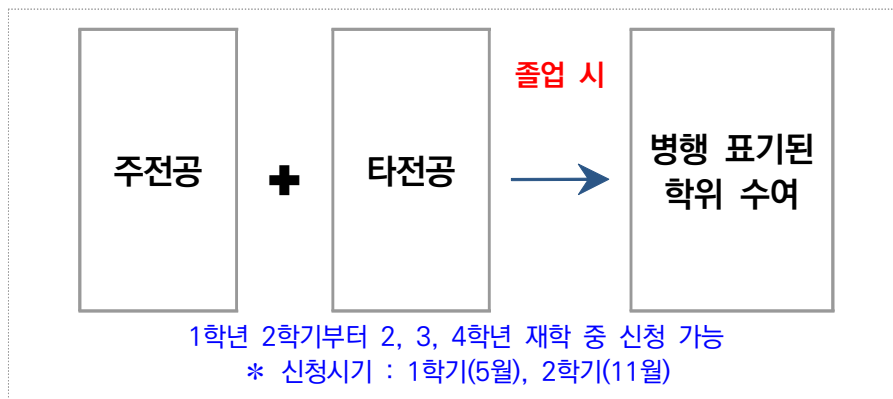 졸업 시
주전공
+
타전공
병행 표기된
학위 수여
1학년 2학기부터 2, 3, 4학년 재학 중 신청 가능
* 신청시기 : 1학기(5월), 2학기(11월)